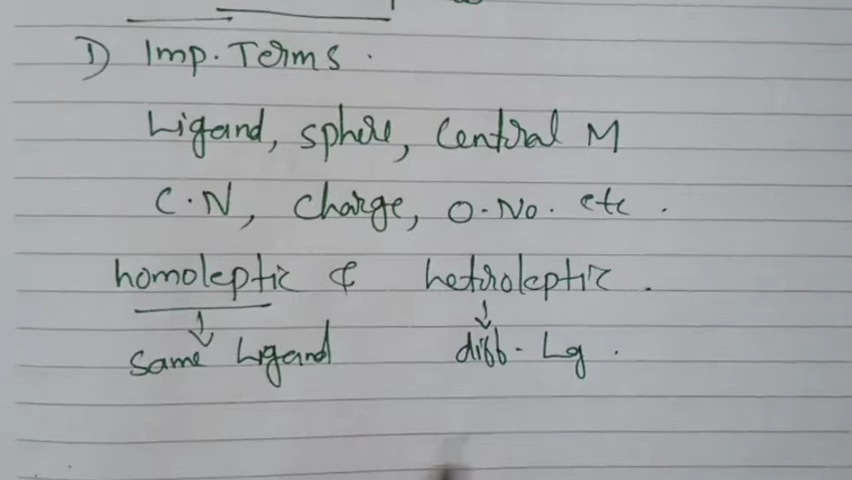 1) Imp. Terms.
Ligand, sphere, Central M
C.N, Charge, O.No. etc.
homoleptic & hetroleptic.
↓ ↓
Same Ligand diff. Lg.